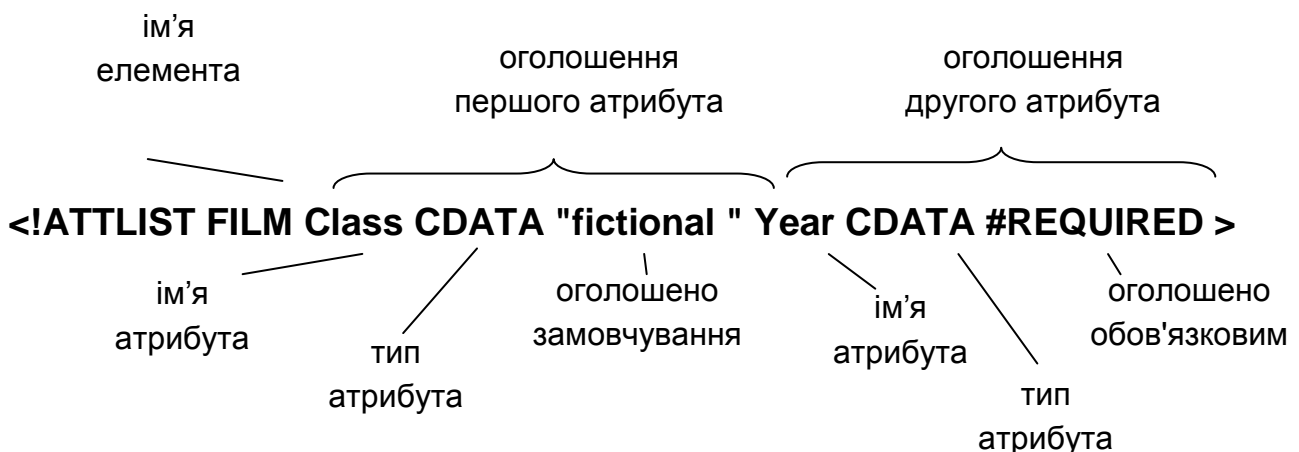 ім’я
елемента
оголошення
першого атрибута
оголошення
другого атрибута
<!ATTLIST FILM Class CDATA "fictional " Year CDATA #REQUIRED >
ім’я
атрибута
тип
атрибута
оголошено
замовчування
ім’я
атрибута
тип
атрибута
оголошено
обов'язковим